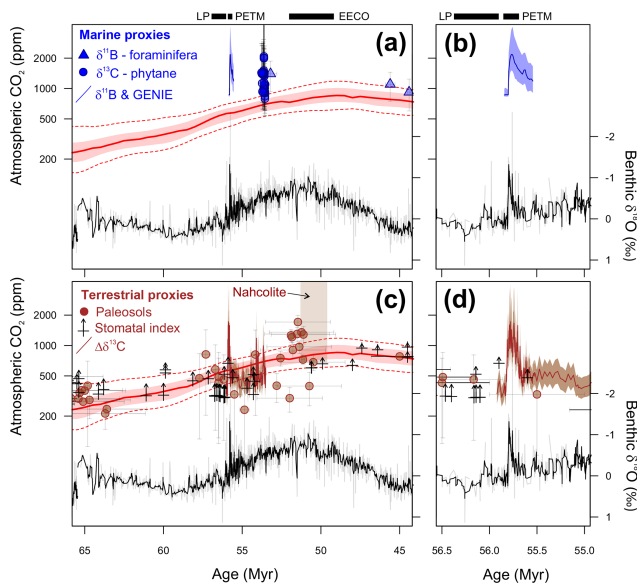 LP PETM EECO LP PETM
Marine proxies
δ¹¹B - foraminifera
δ¹³C - phytane
δ¹¹B & GENIE
(a)
(b)
Atmospheric CO₂ (ppm)
2000
1000
500
200
-2
-1
0
1
Benthic δ¹⁸O (‰)
Terrestrial proxies
Paleosols
Stomatal index
Δδ¹³C
Nahcolite
(c)
(d)
Atmospheric CO₂ (ppm)
2000
1000
500
200
-2
-1
0
1
Benthic δ¹⁸O (‰)
65 60 55 50 45 56.5 56.0 55.5 55.0
Age (Myr) Age (Myr)